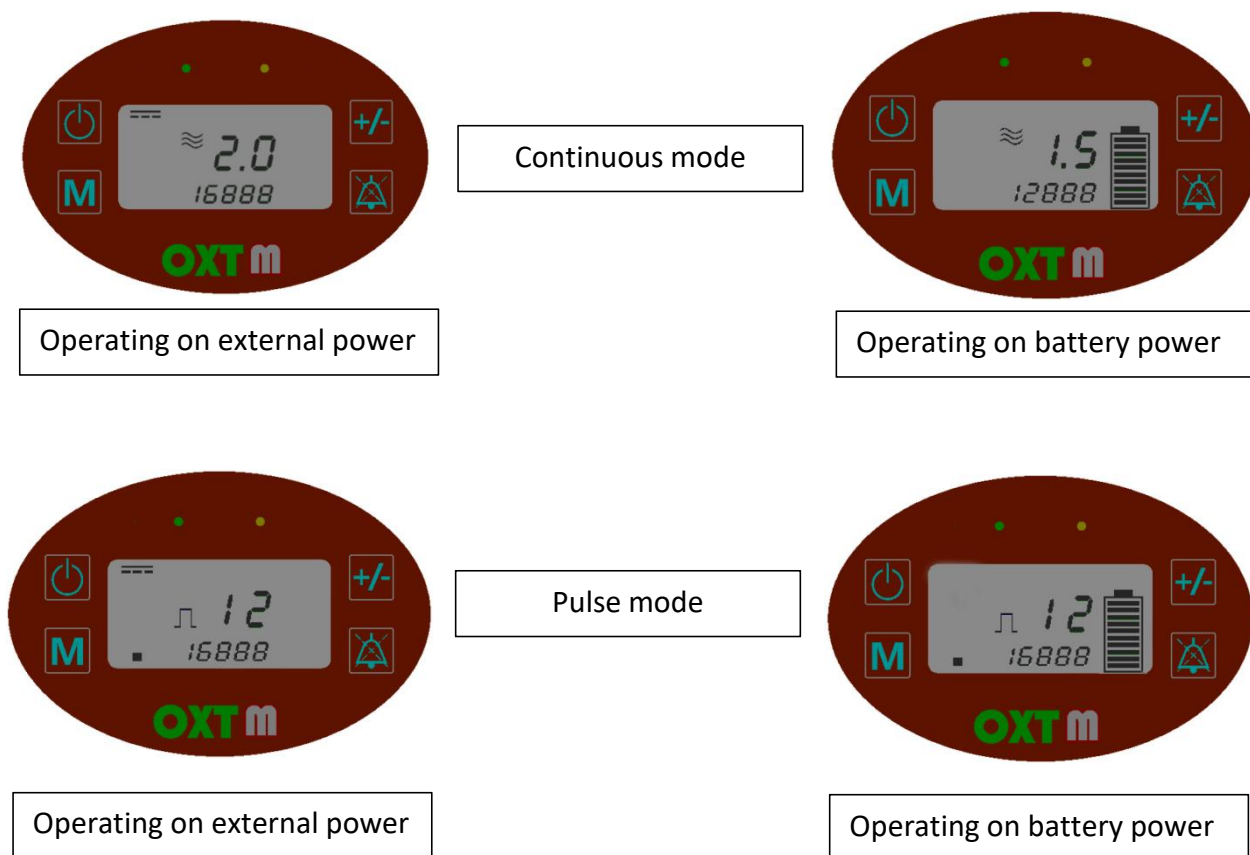 2.0
+/-
M
16888
OXT m
Continuous mode
1.5
+/-
M
12888
OXT m
Operating on external power
Operating on battery power
12
+/-
M
16888
OXT m
Pulse mode
12
+/-
M
16888
OXT m
Operating on external power
Operating on battery power